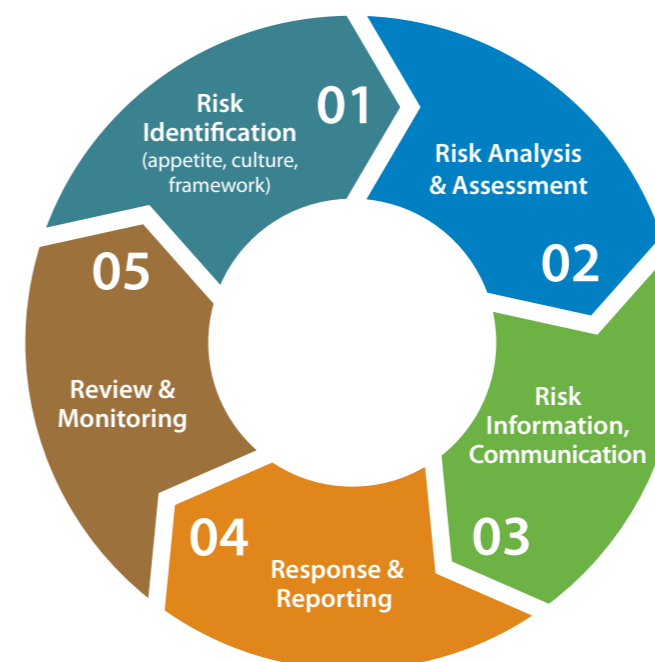 01
Risk
Identification
(appetite, culture,
framework)
Risk Analysis
& Assessment
02
Risk
Information,
Communication
03
04
Response &
Reporting
05
Review &
Monitoring